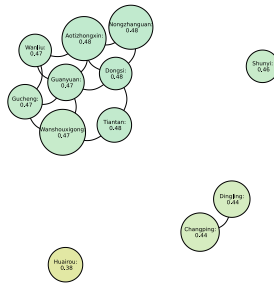 Nongzhanguan:
0,48
Aotizhongxin:
0,48
Wanliu:
0,47
Shunyi:
0,46
Dongsi:
0,48
Guanyuan:
0,47
Gucheng:
0,47
Tiantan:
0,48
Wanshouxigong
0,47
Dingling:
0,44
Changping:
0,44
Huairou:
0,38